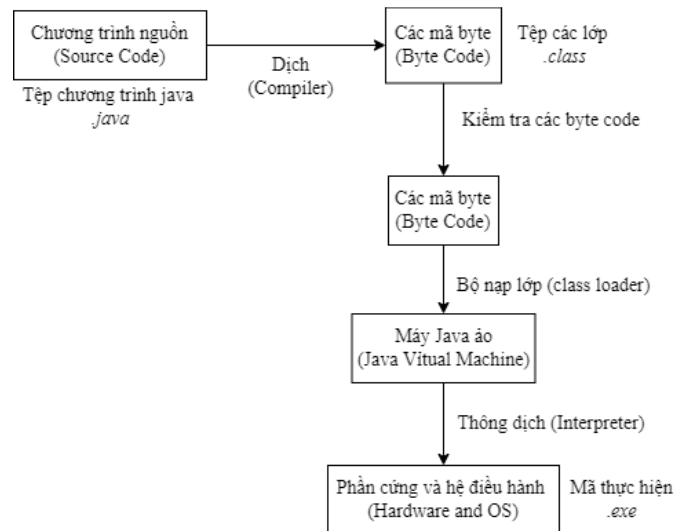 Chương trình nguồn
(Source Code)
Tệp chương trình java
.java
Dịch
(Compiler)
Các mã byte
(Byte Code)
Tệp các lớp
.class
Kiểm tra các byte code
Các mã byte
(Byte Code)
Bộ nạp lớp (class loader)
Máy Java ảo
(Java Vitual Machine)
Thông dịch (Interpreter)
Phần cứng và hệ điều hành
(Hardware and OS)
Mã thực hiện
.exe